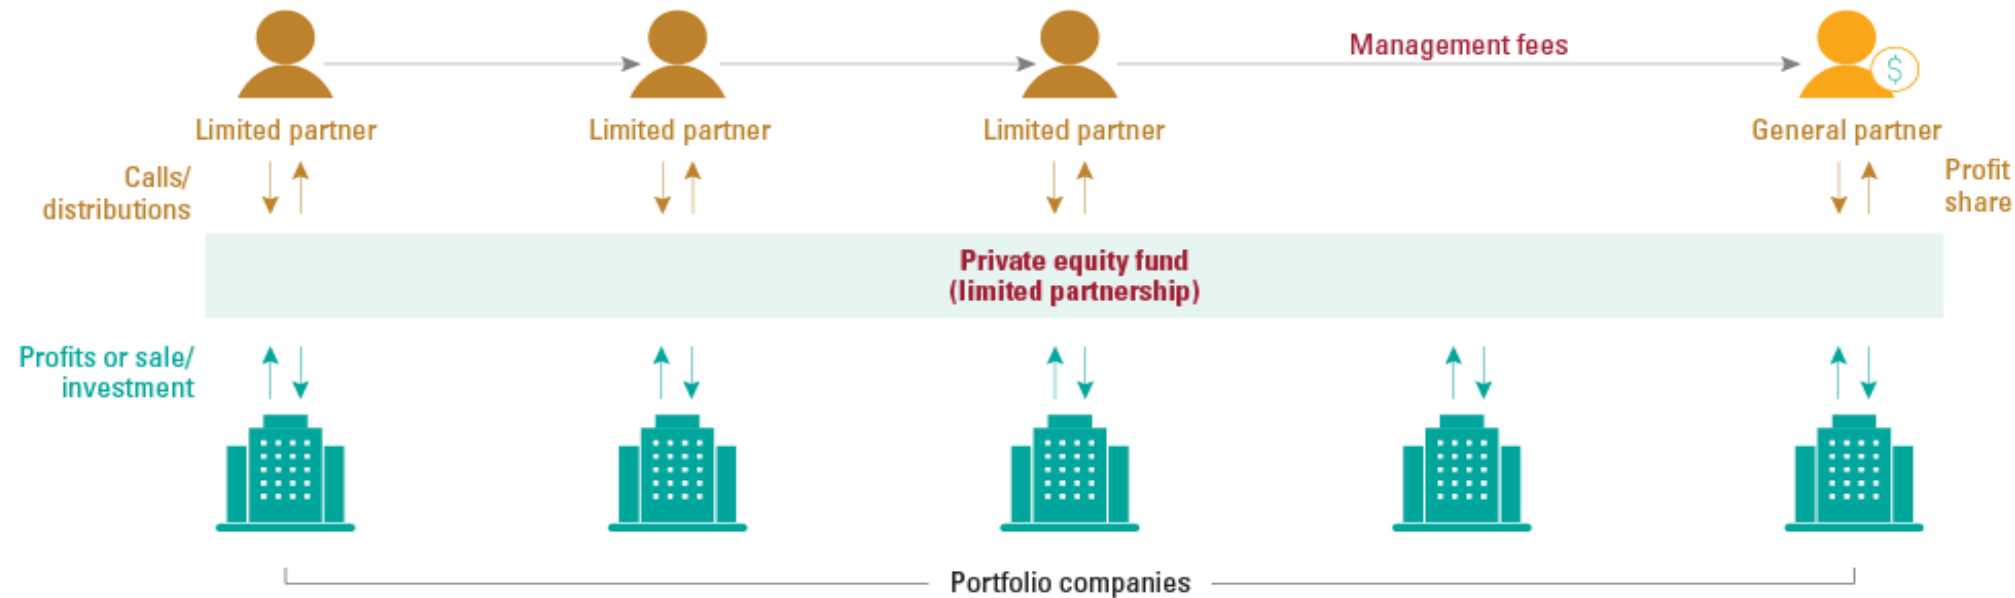 Management fees
$
Limited partner
Limited partner
Limited partner
General partner
Calls/
distributions
Profit
share
Private equity fund
(limited partnership)
Profits or sale/
investment
Portfolio companies